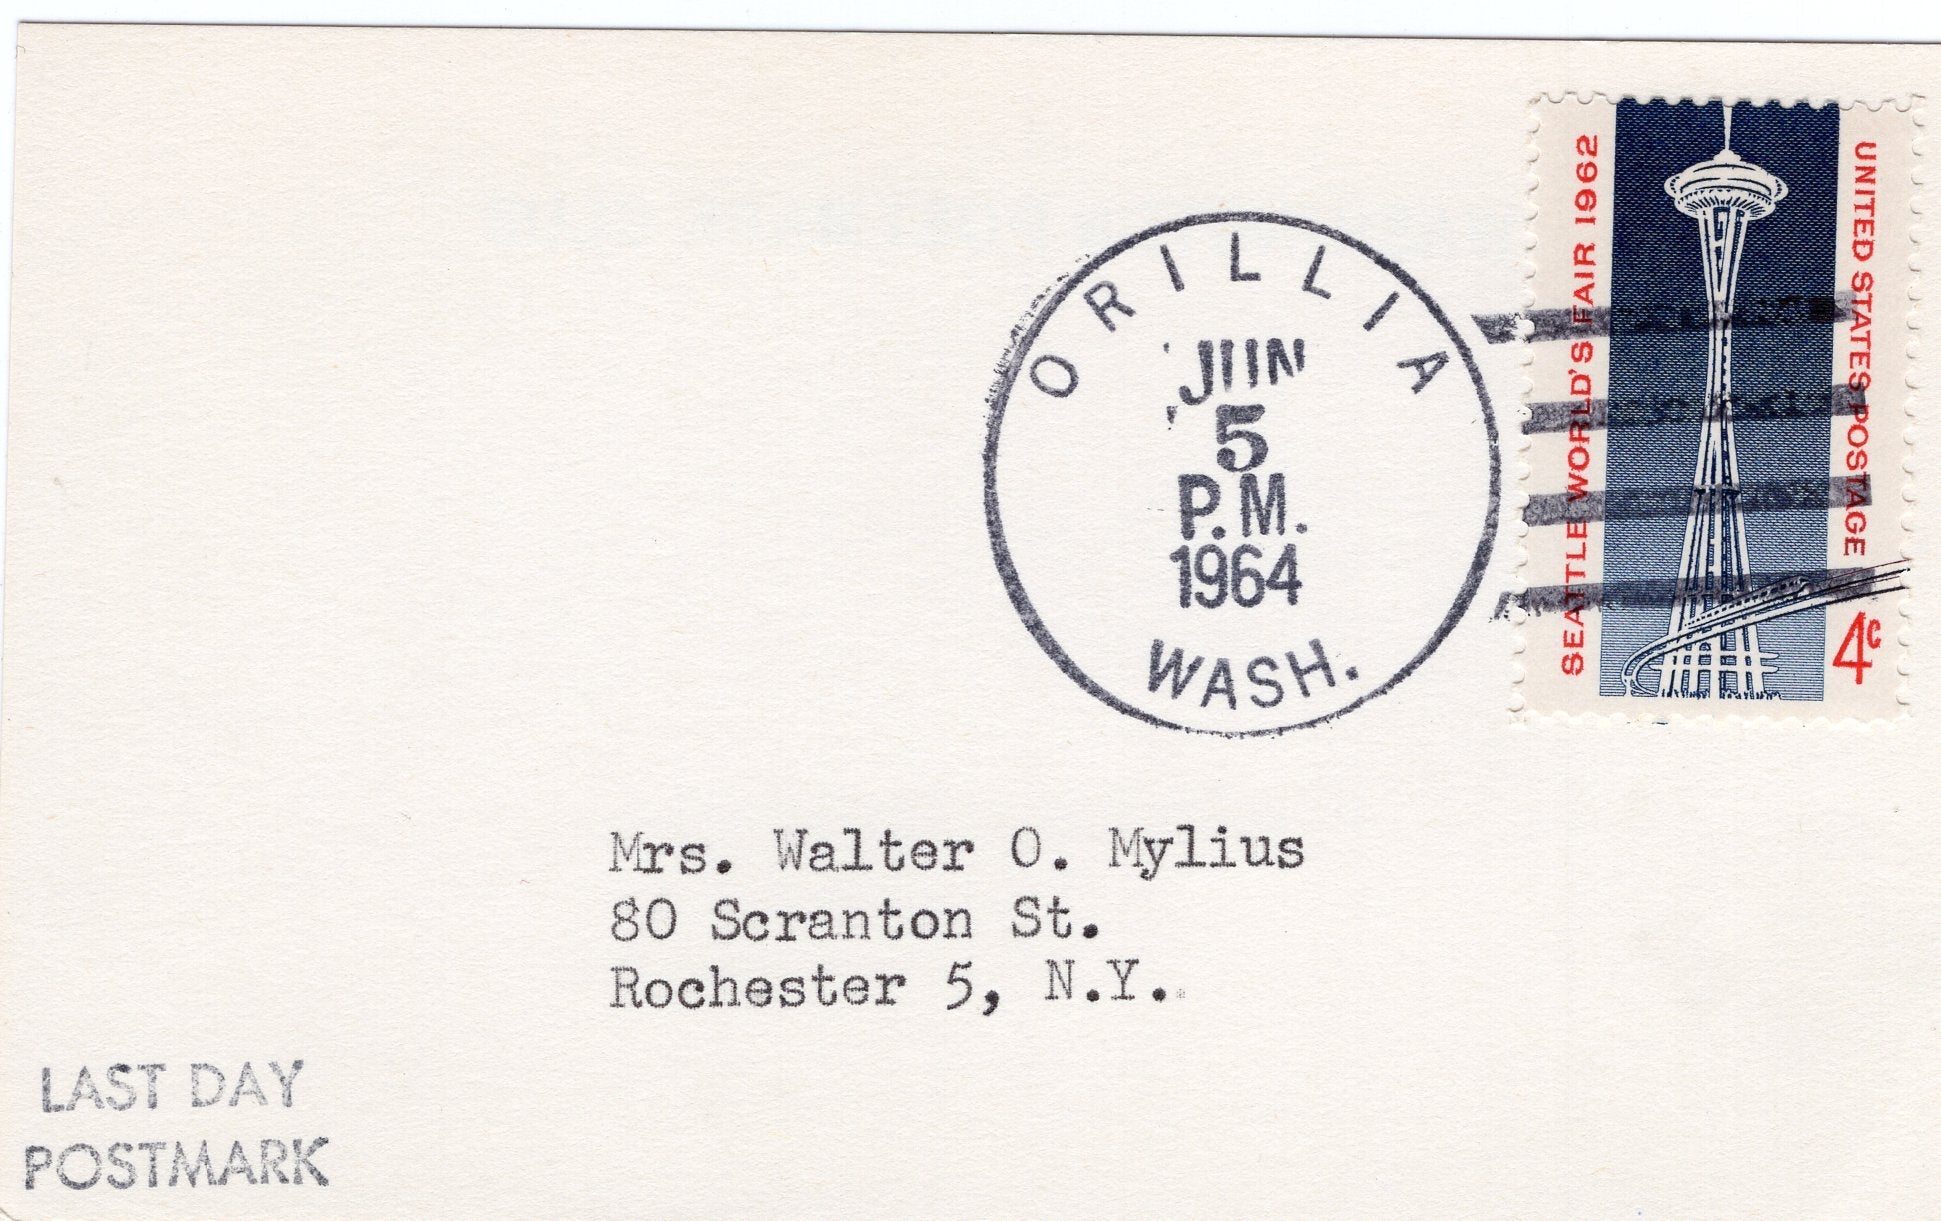 SEATTLE WORLD'S FAIR 1962
UNITED STATES POSTAGE
4c
ORILLIA
JUN
5
P.M.
1964
WASH.
Mrs. Walter O. Mylius
80 Scranton St.
Rochester 5, N.Y.
LAST DAY
POSTMARK